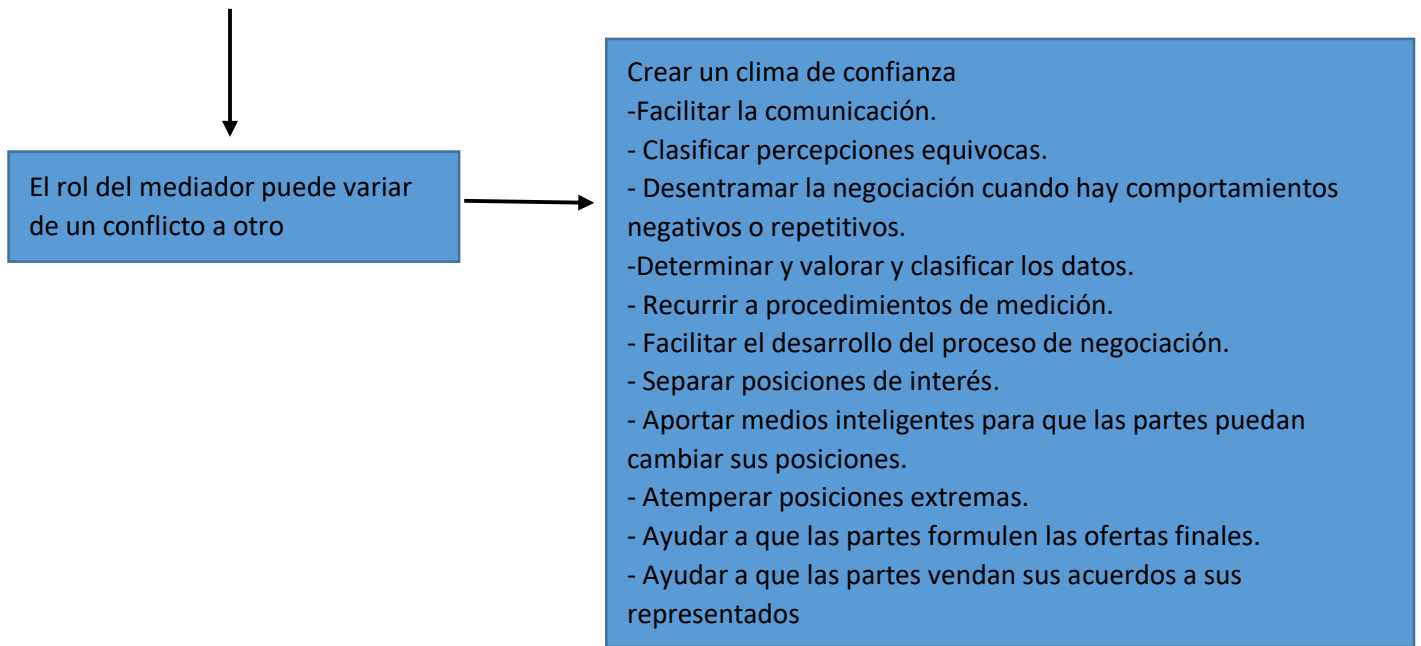 El rol del mediador puede variar
de un conflicto a otro
Crear un clima de confianza
-Facilitar la comunicación.
- Clasificar percepciones equivocas.
- Desentramar la negociación cuando hay comportamientos
negativos o repetitivos.
-Determinar y valorar y clasificar los datos.
- Recurrir a procedimientos de medición.
- Facilitar el desarrollo del proceso de negociación.
- Separar posiciones de interés.
- Aportar medios inteligentes para que las partes puedan
cambiar sus posiciones.
- Atemperar posiciones extremas.
- Ayudar a que las partes formulen las ofertas finales.
- Ayudar a que las partes vendan sus acuerdos a sus
representados